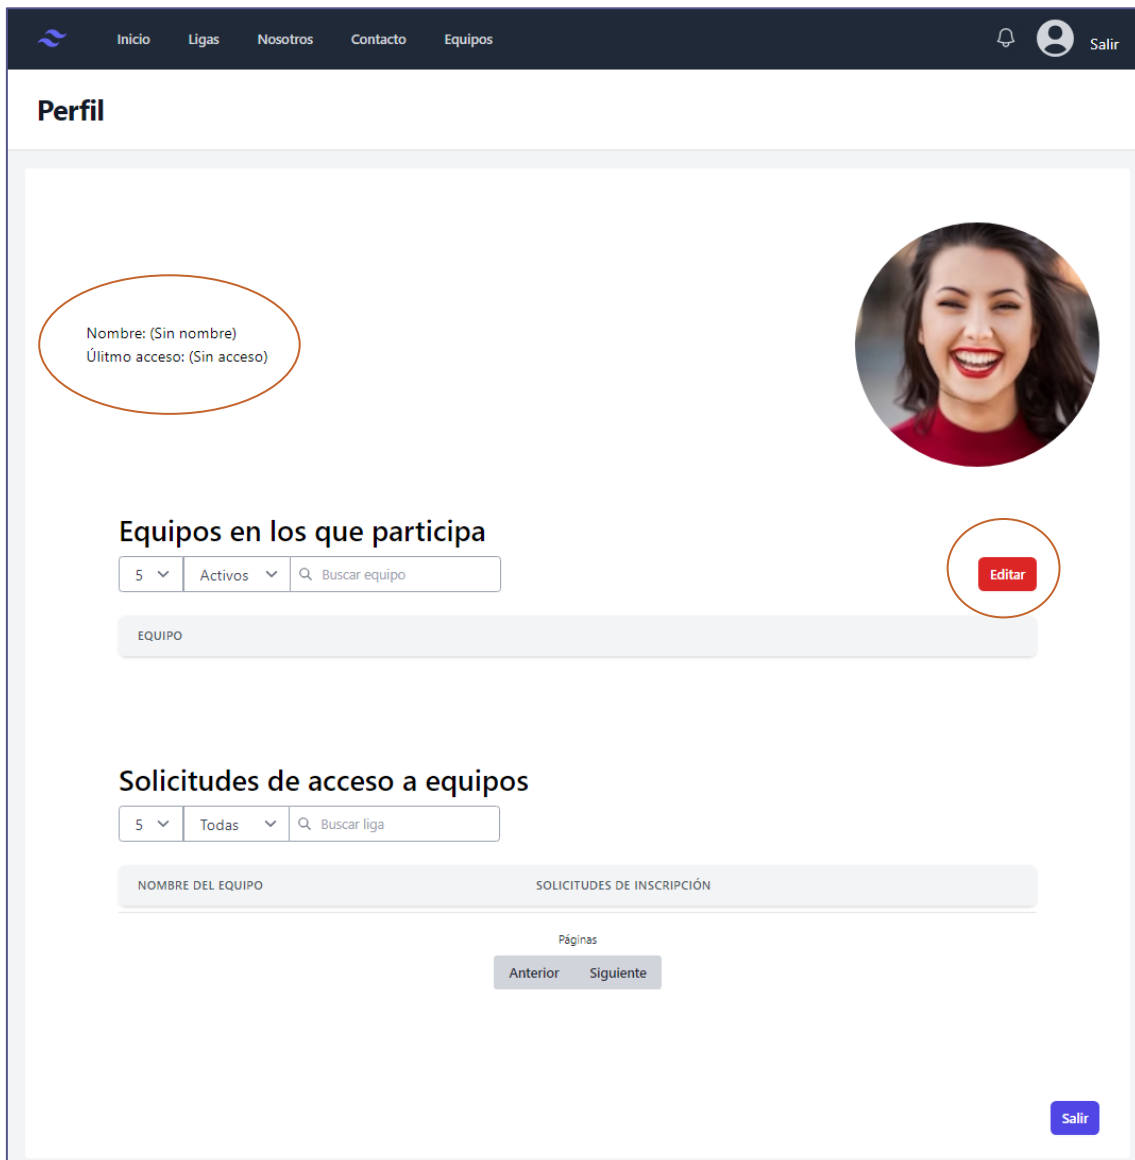 Inicio Ligas Nosotros Contacto Equipos Salir
Perfil
Nombre: (Sin nombre)
Úlitmo acceso: (Sin acceso)
Equipos en los que participa
5 Activos Buscar equipo Editar
EQUIPO
Solicitudes de acceso a equipos
5 Todas Buscar liga
NOMBRE DEL EQUIPO SOLICITUDES DE INSCRIPCIÓN
Páginas
Anterior Siguiente
Salir